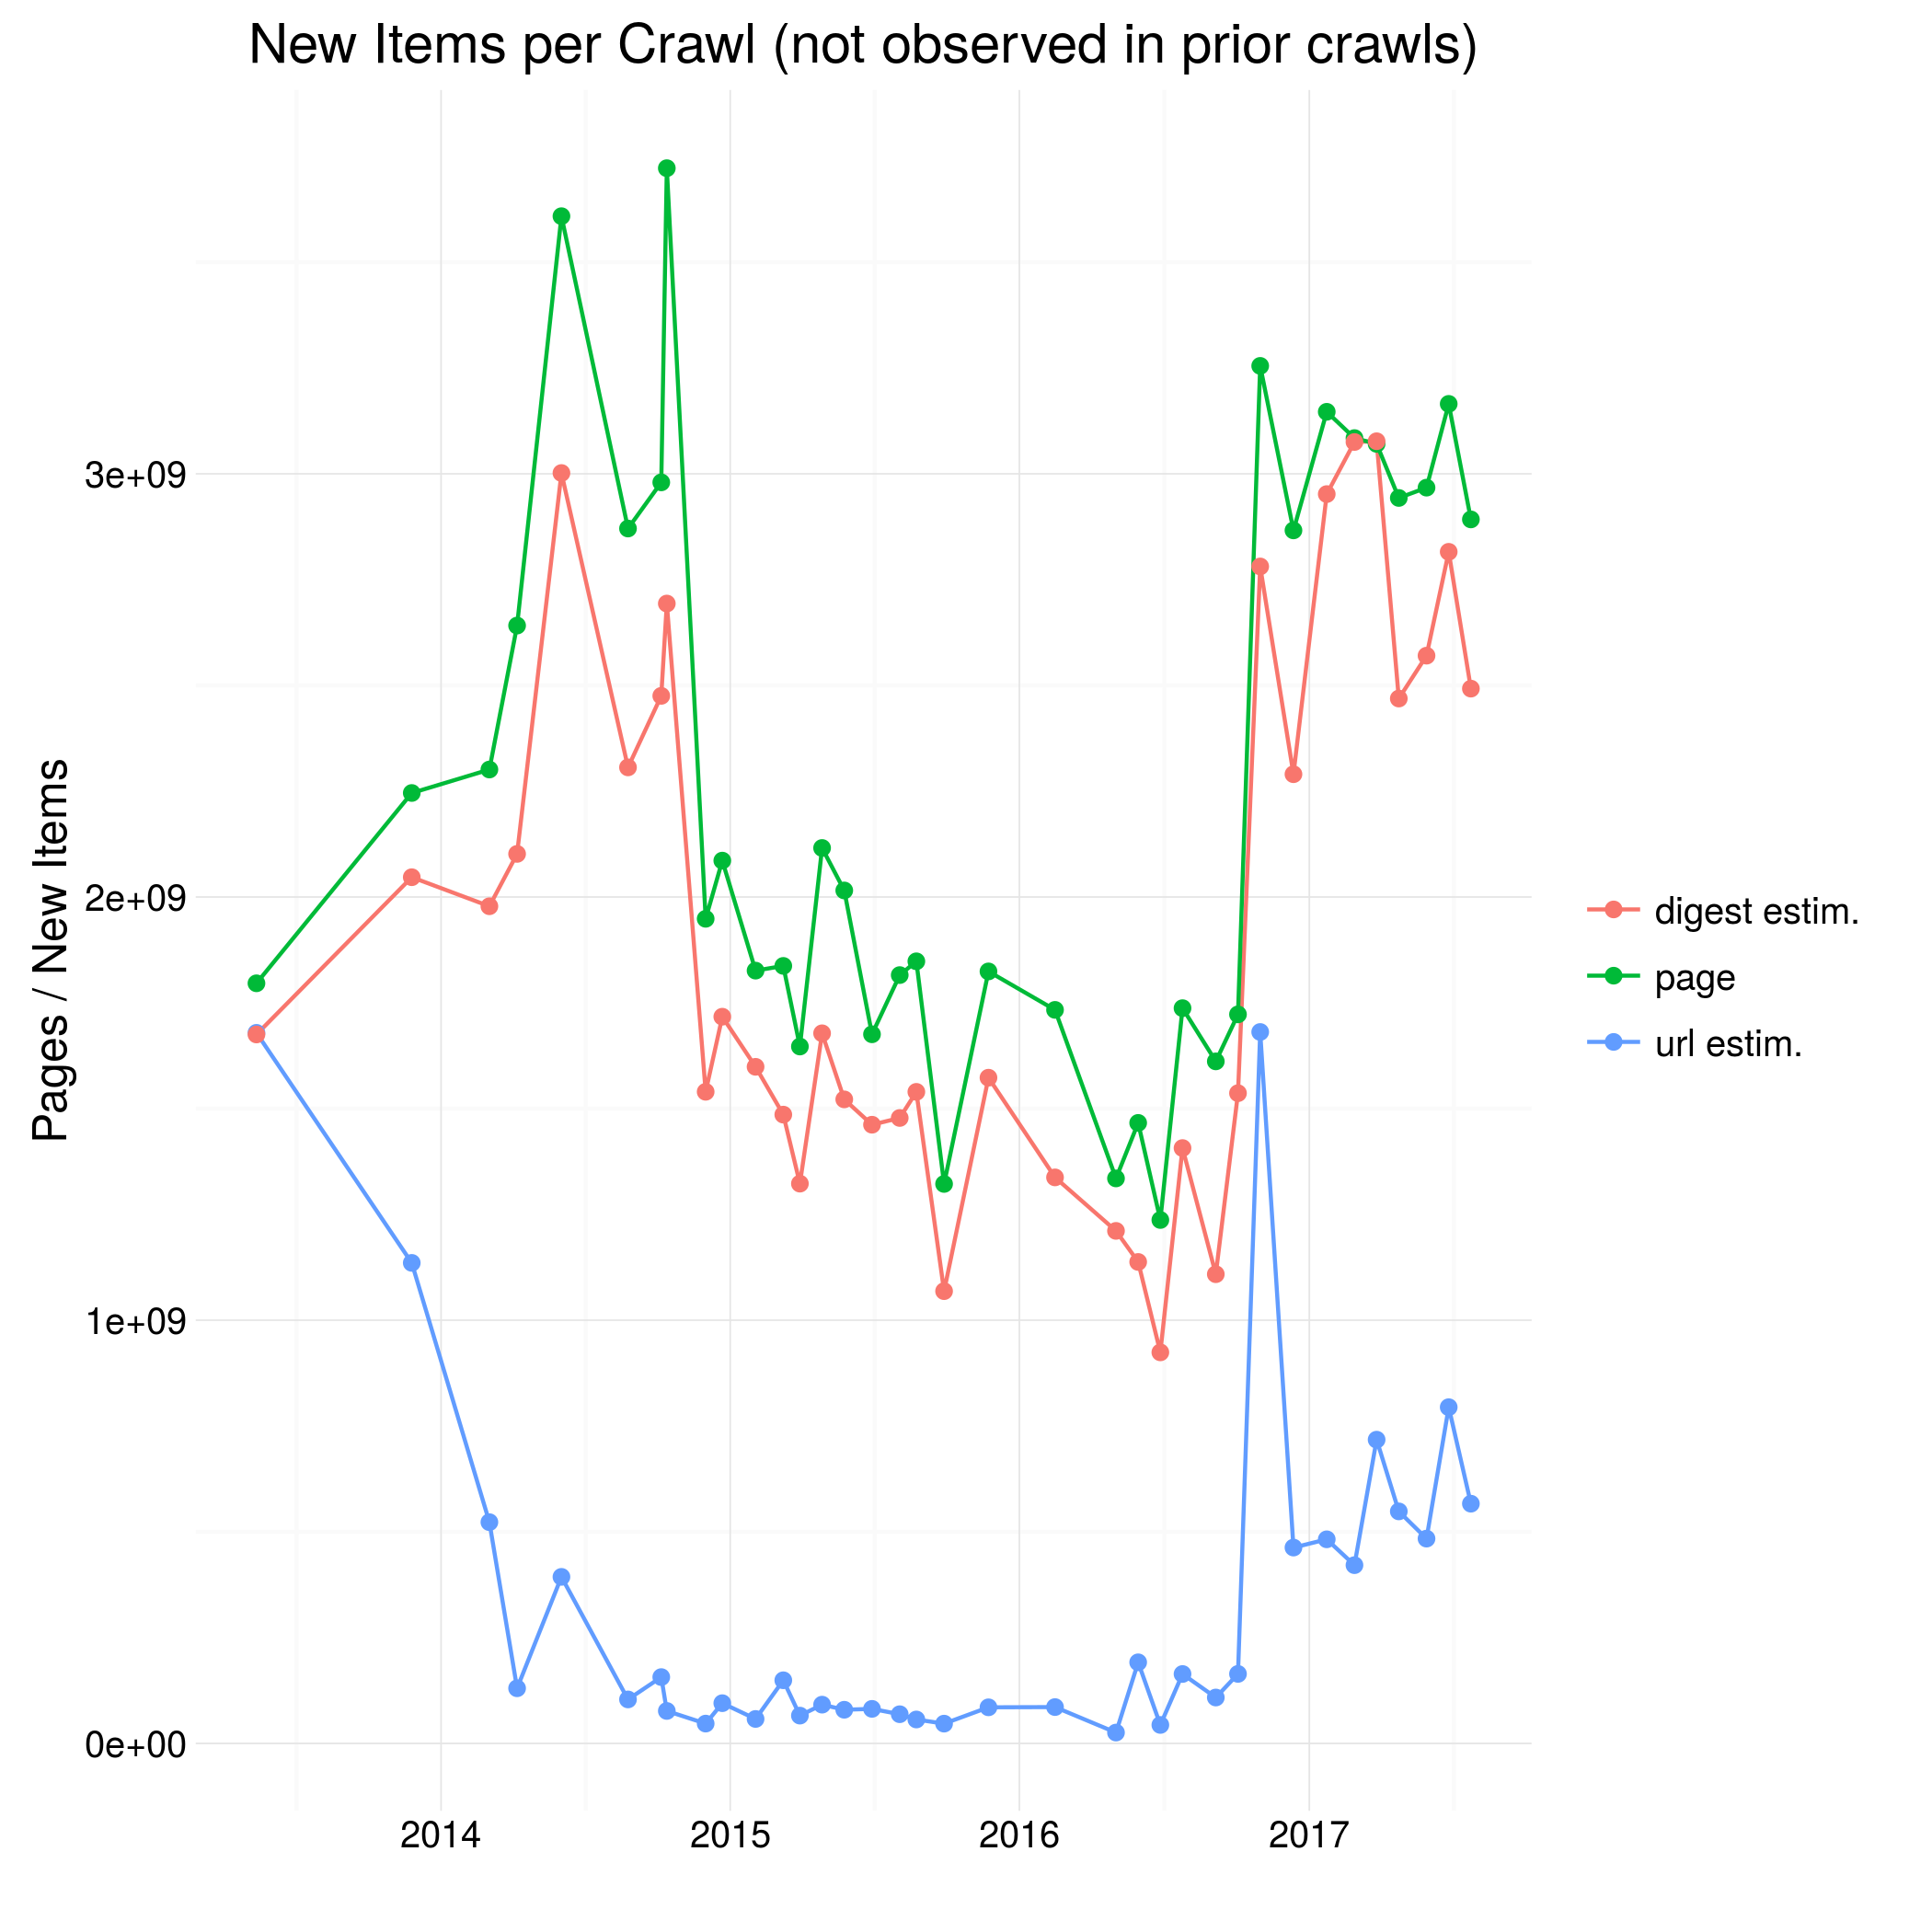 New Items per Crawl (not observed in prior crawls)
Pages / New Items
3e+09
2e+09
1e+09
0e+00
2014 2015 2016 2017
digest estim.
page
url estim.